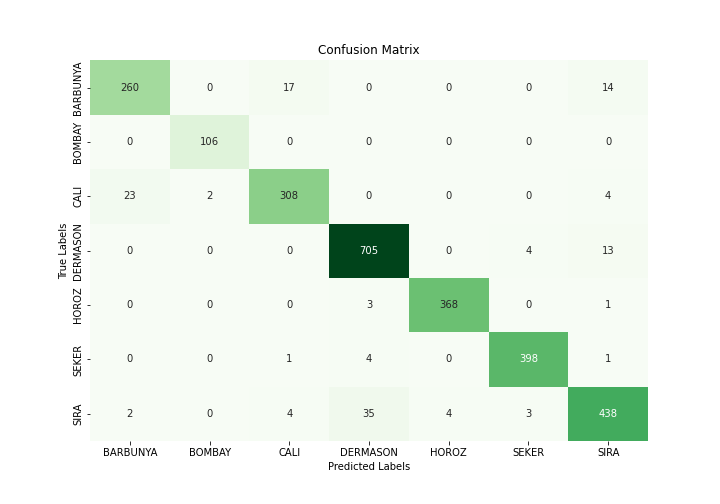 Confusion Matrix
True Labels
BARBUNYA 260 0 17 0 0 0 14
BOMBAY 0 106 0 0 0 0 0
CALI 23 2 308 0 0 0 4
DERMASON 0 0 0 705 0 4 13
HOROZ 0 0 0 3 368 0 1
SEKER 0 0 1 4 0 398 1
SIRA 2 0 4 35 4 3 438
BARBUNYA BOMBAY CALI DERMASON HOROZ SEKER SIRA
Predicted Labels